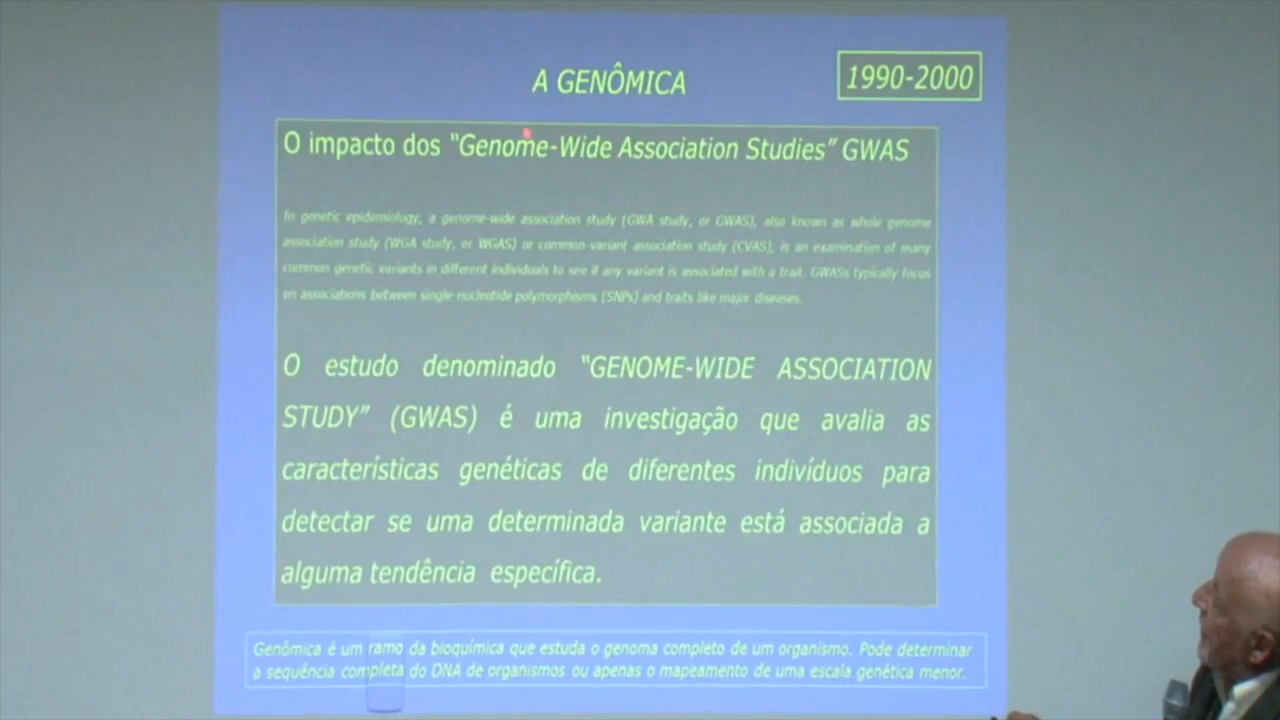 A GENÔMICA
1990-2000
O impacto dos “Genome-Wide Association Studies” GWAS
In genetic epidemiology, a genome-wide association study (GWA study, or GWAS), also known as whole genome
association study (WGA study, or WGAS) or common-variant association study (CVAS), is an examination of many
common genetic variants in different individuals to see if any variant is associated with a trait. GWASs typically focus
on associations between single-nucleotide polymorphisms (SNPs) and traits like major diseases.
O estudo denominado “GENOME-WIDE ASSOCIATION
STUDY” (GWAS) é uma investigação que avalia as
características genéticas de diferentes indivíduos para
detectar se uma determinada variante está associada a
alguma tendência específica.
Genômica é um ramo da bioquímica que estuda o genoma completo de um organismo. Pode determinar
a sequência completa do DNA de organismos ou apenas o mapeamento de uma escala genética menor.